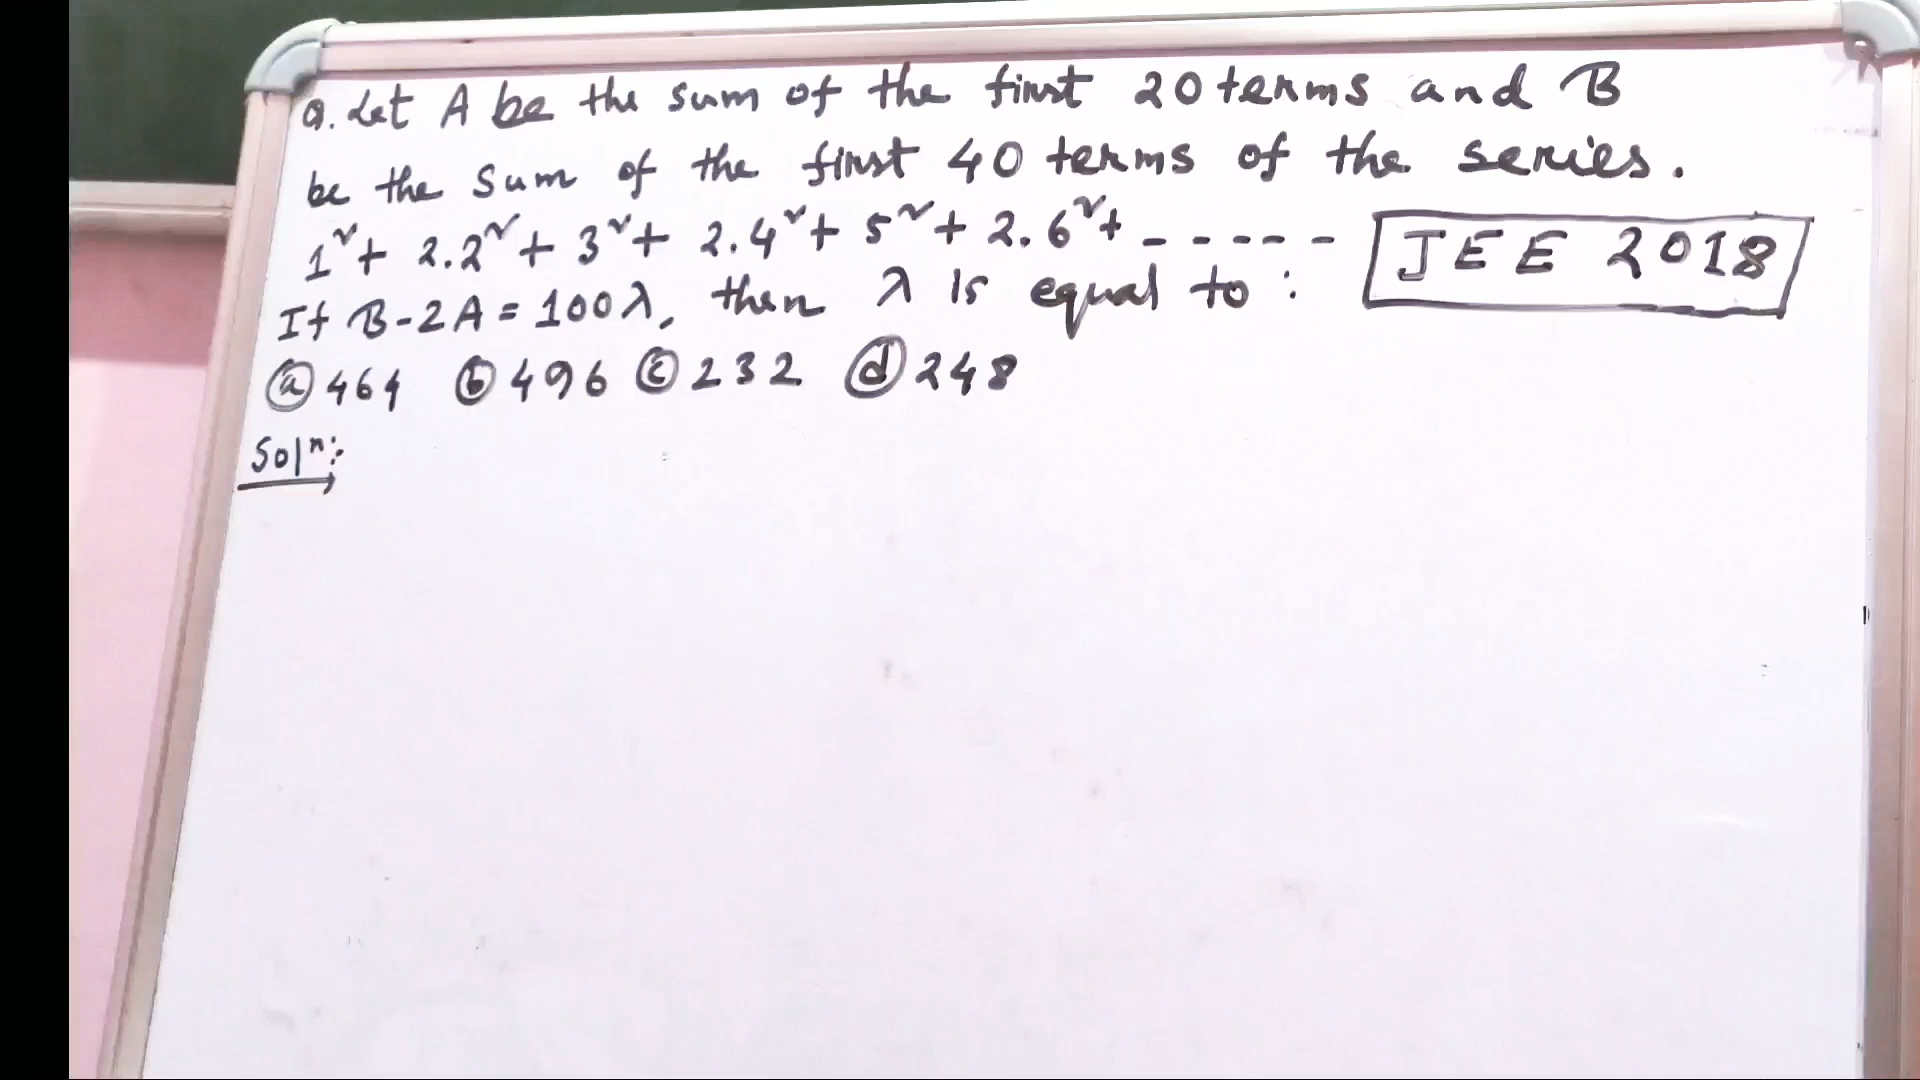 Q. Let A be the sum of the first 20 terms and B
be the sum of the first 40 terms of the series.
1² + 2.2² + 3² + 2.4² + 5² + 2.6² + - - - - -
JEE 2018
If B-2A = 100λ, then λ is equal to :
ⓐ 464 ⓑ 496 ⓒ 232 ⓓ 248
Solⁿ: